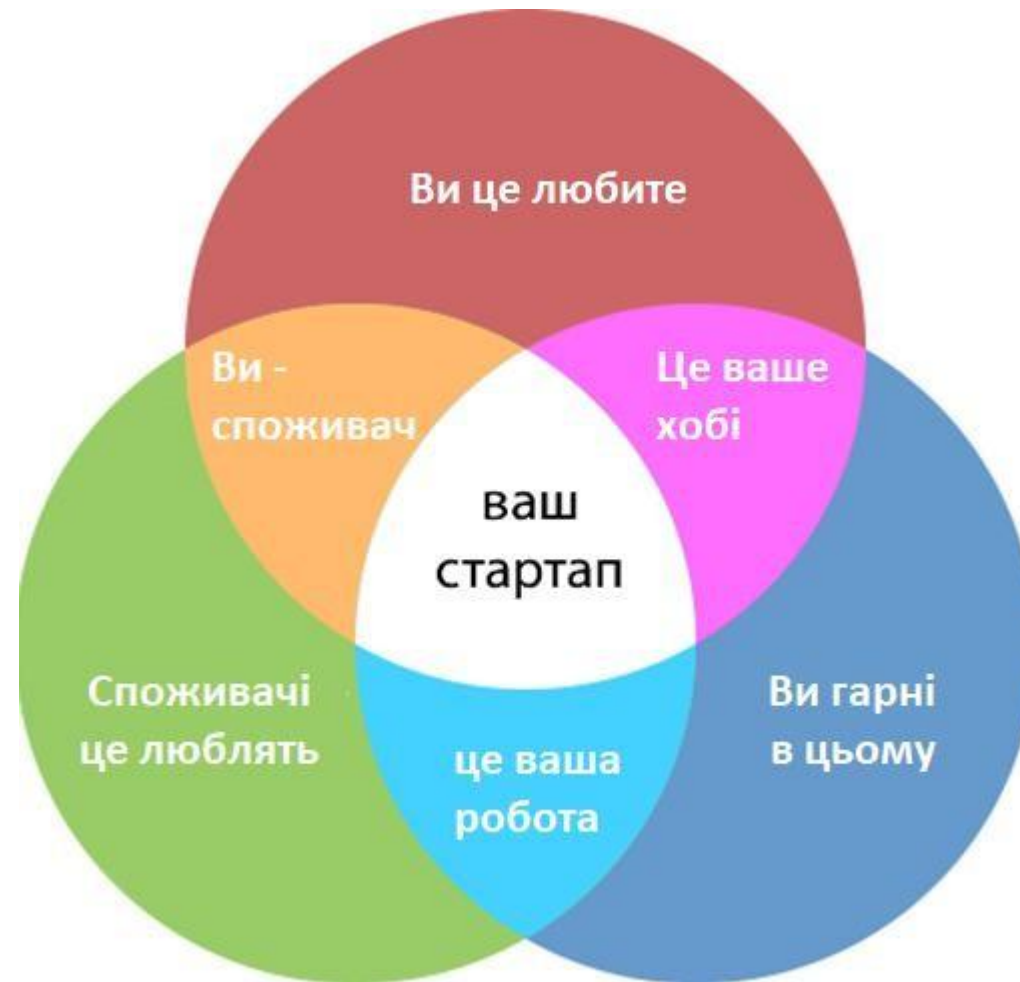 Ви це любите
Ви -
споживач
Це ваше
хобі
ваш
стартап
Споживачі
це люблять
це ваша
робота
Ви гарні
в цьому